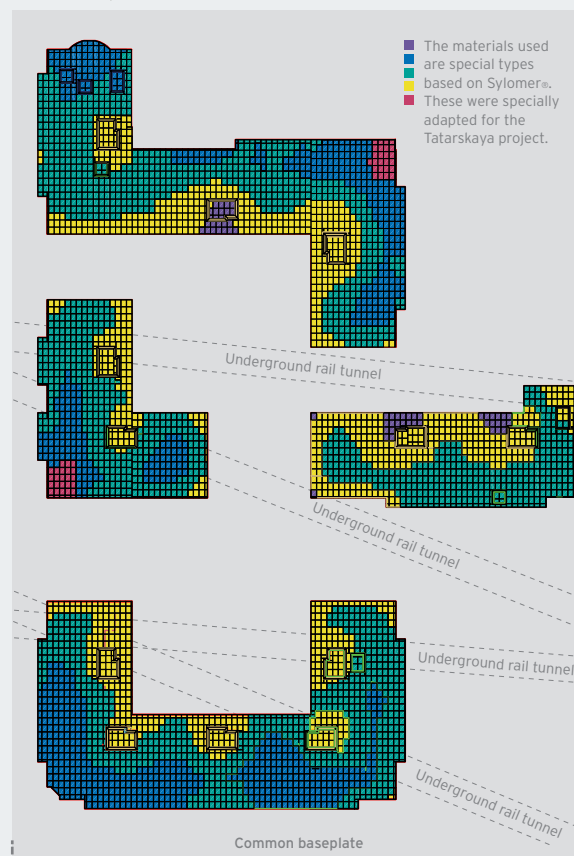 The materials used
are special types
based on Sylomer®.
These were specially
adapted for the
Tatarskaya project.
Underground rail tunnel
Underground rail tunnel
Underground rail tunnel
Underground rail tunnel
Common baseplate